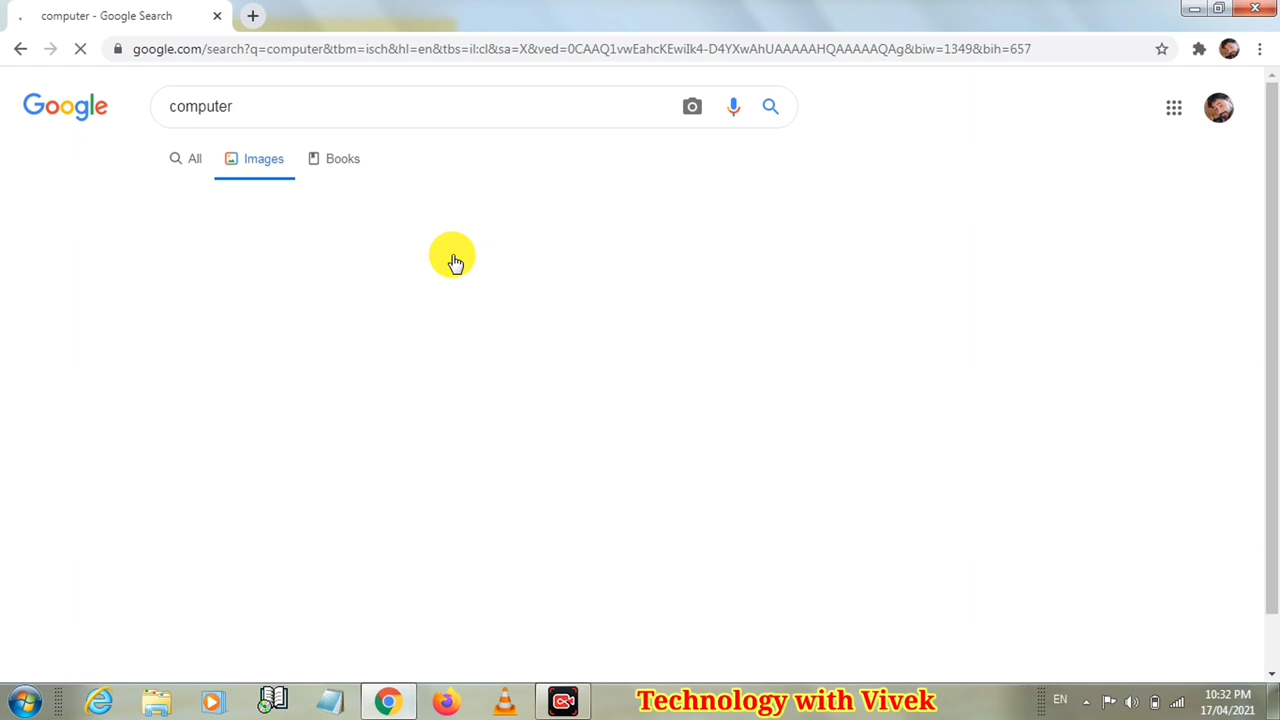 computer - Google Search
google.com/search?q=computer&tbm=isch&hl=en&tbs=il:cl&sa=X&ved=0CAAQ1vwEahcKEwiIk4-D4YXwAhUAAAAAHQAAAAAQAg&biw=1349&bih=657
Google
computer
All
Images
Books
Technology with Vivek
EN
10:32 PM
17/04/2021